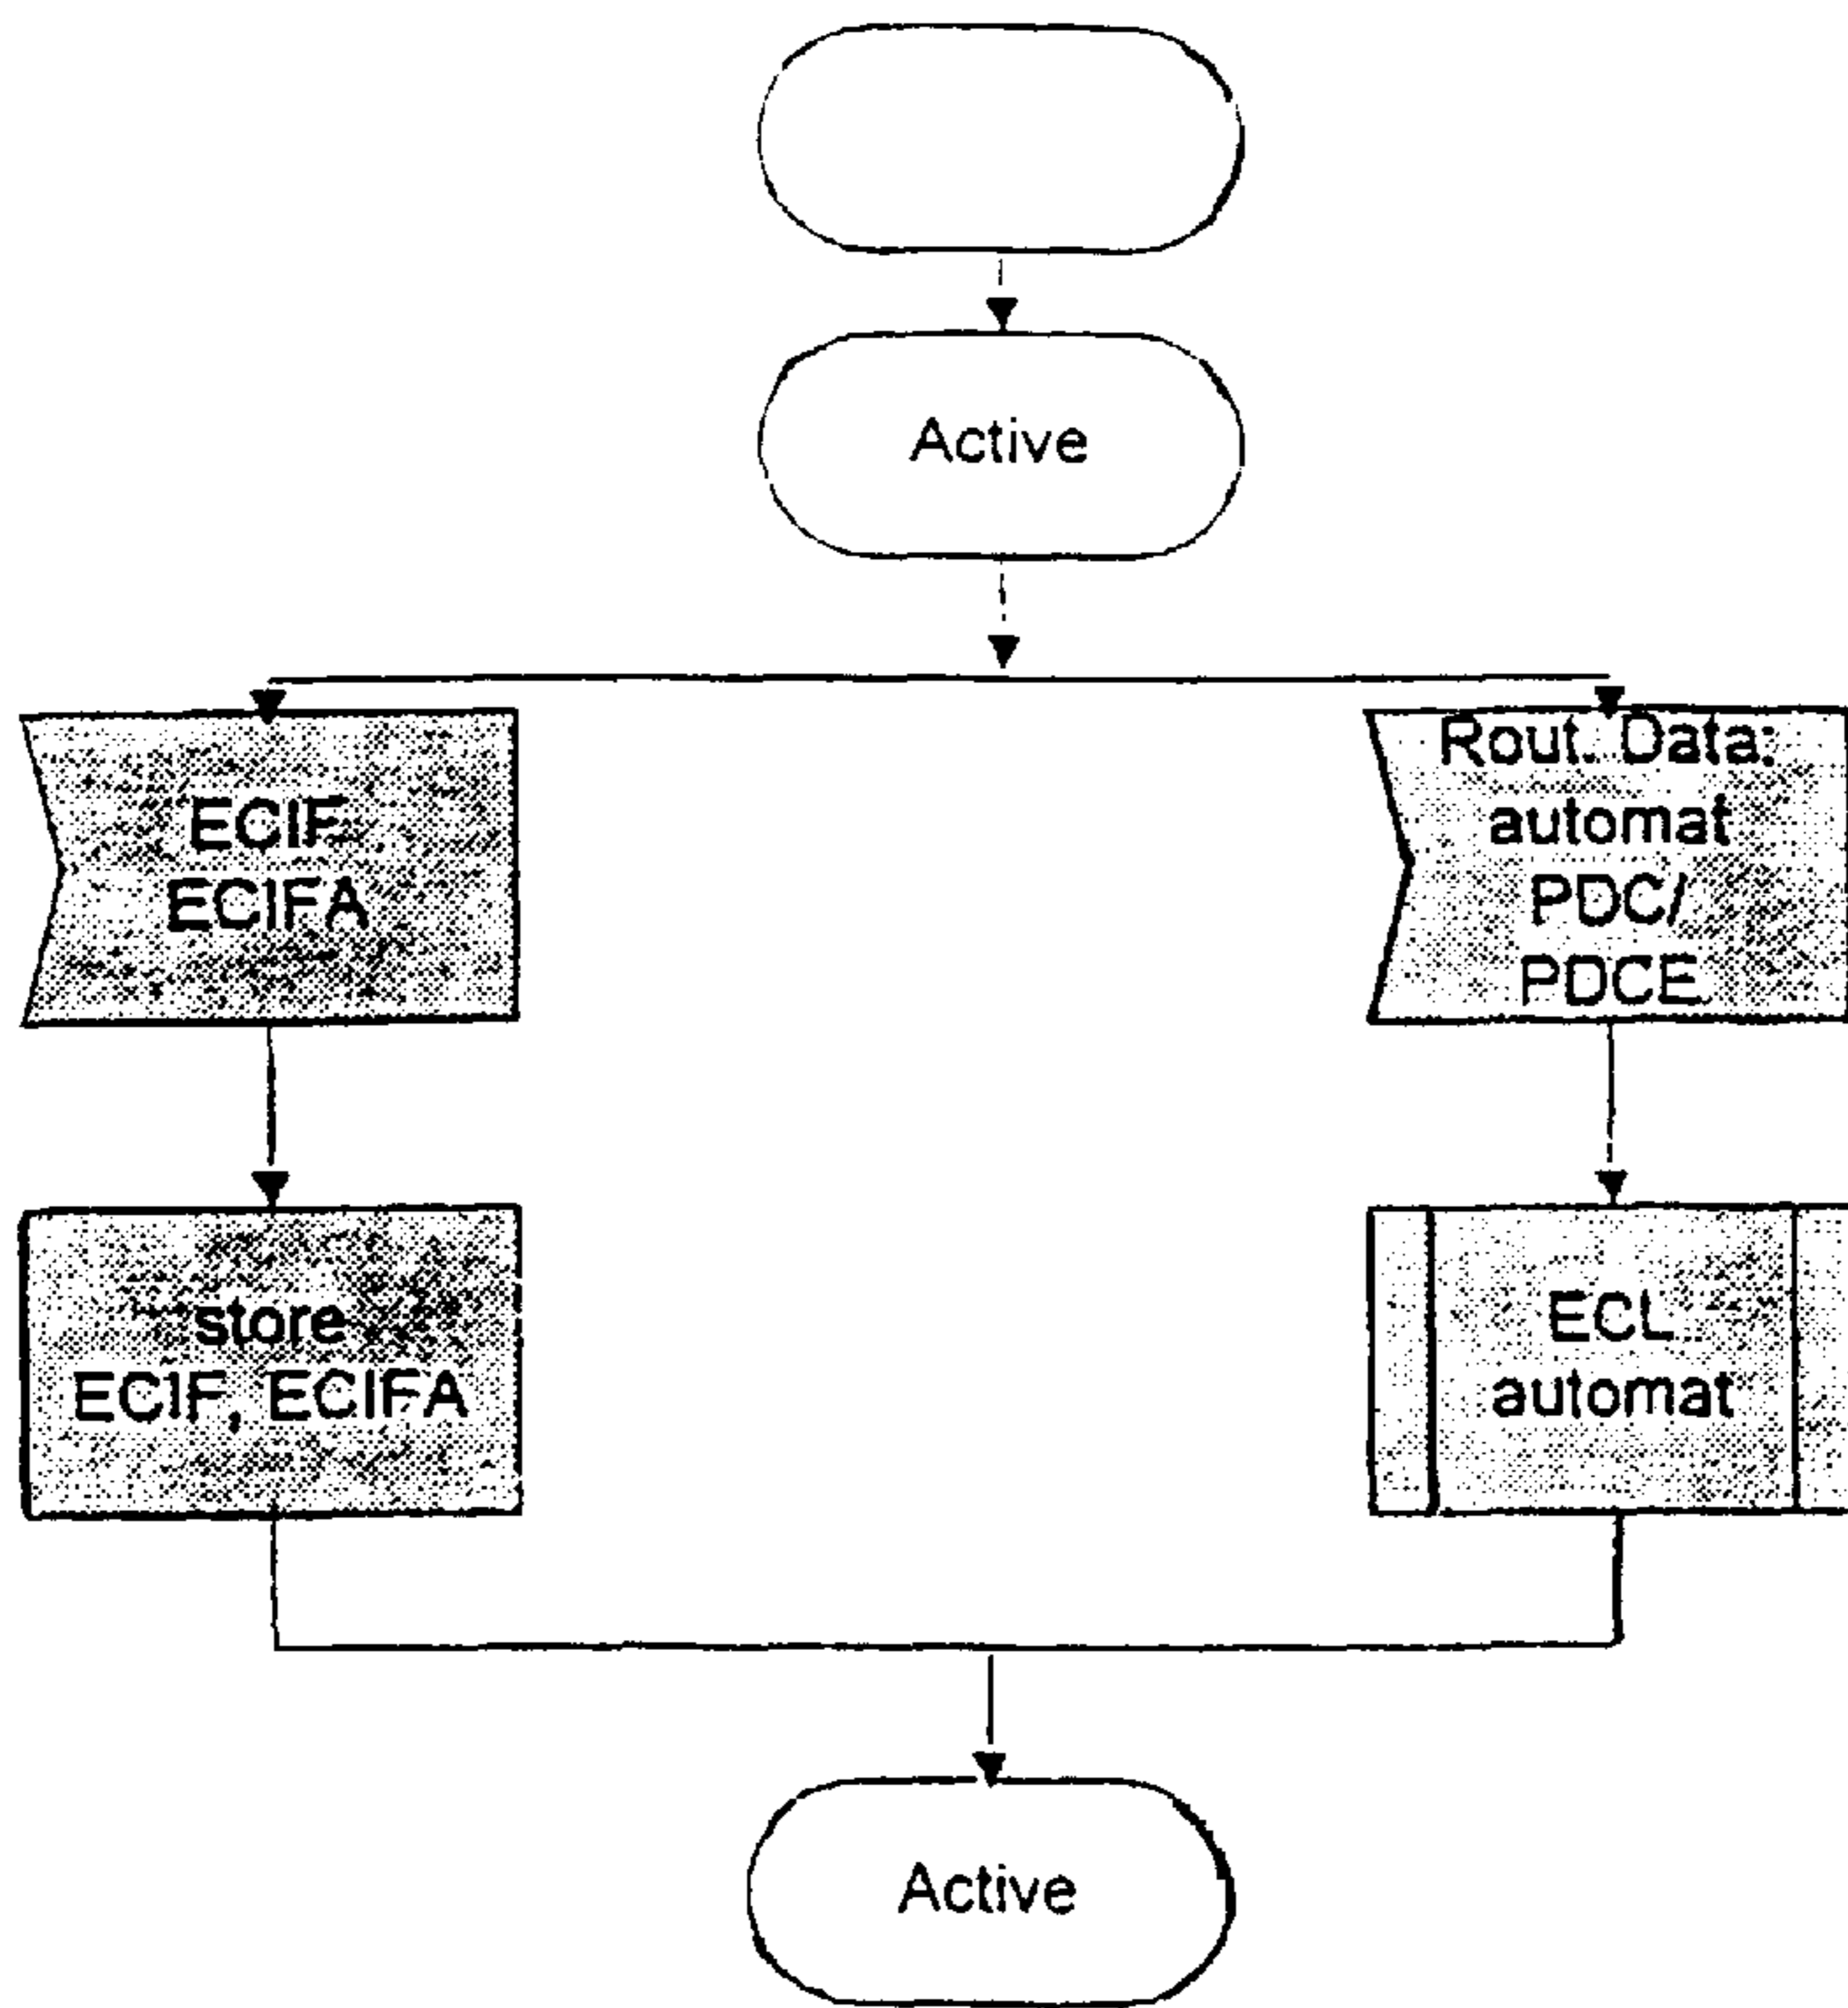 Active
ECIF
ECIFA
Rout. Data:
automat
PDC/
PDCE
store
ECIF, ECIFA
ECL
automat
Active